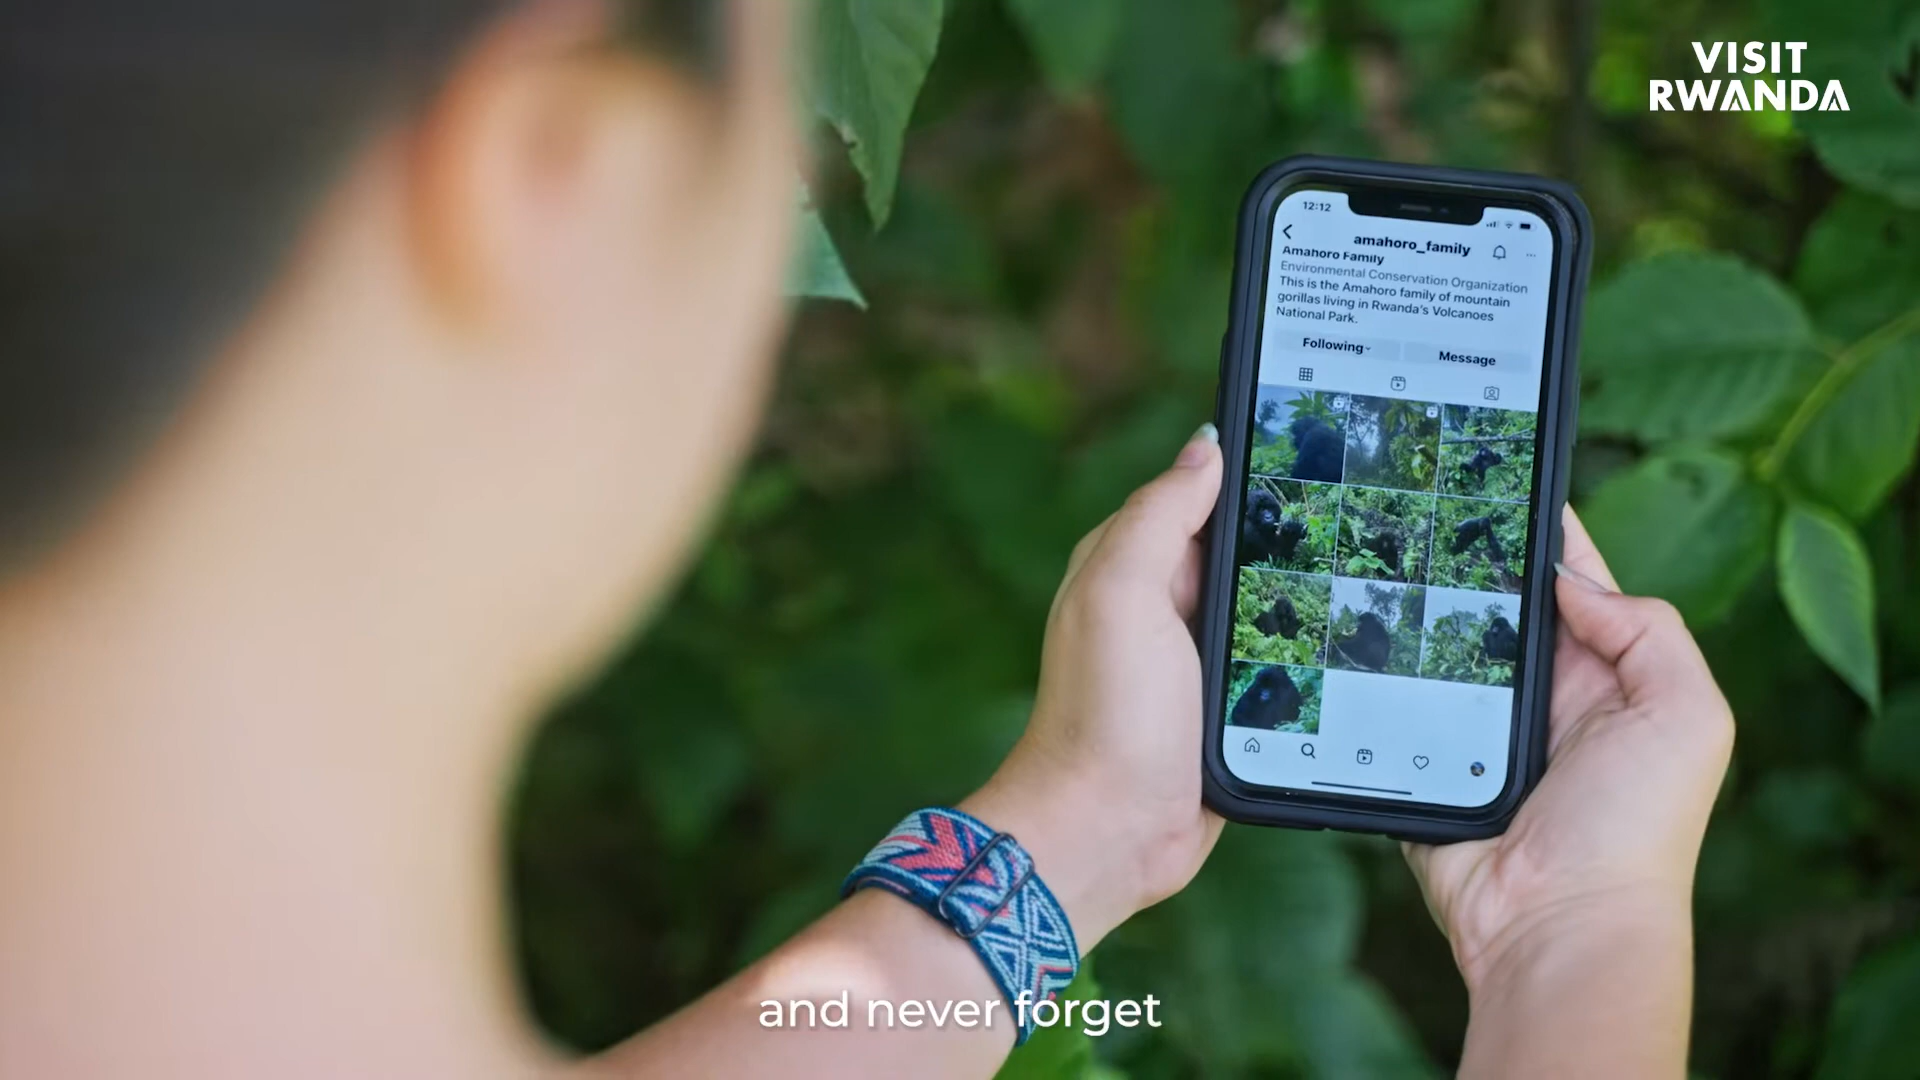 VISIT
RWANDA
12:12
amahoro_family
Amahoro Family
Environmental Conservation Organization
This is the Amahoro family of mountain
gorillas living in Rwanda's Volcanoes
National Park.
Following
Message
and never forget